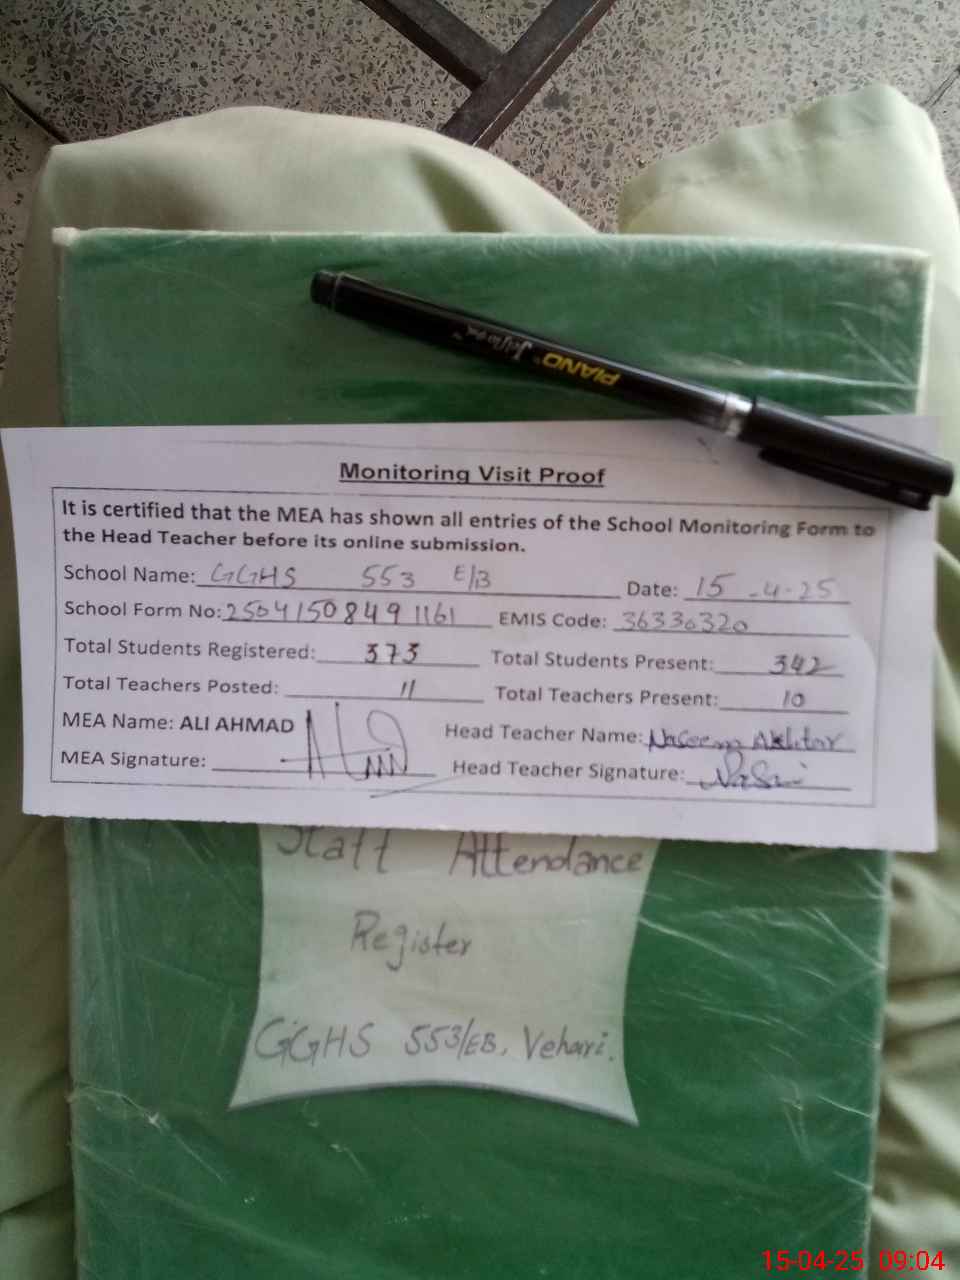 PIANO
Monitoring Visit Proof
It is certified that the MEA has shown all entries of the School Monitoring Form to
the Head Teacher before its online submission.
School Name: GGHS 553 E/B Date: 15-4-25
School Form No: 25041508491161 EMIS Code: 36330320
Total Students Registered: 373 Total Students Present: 342
Total Teachers Posted: 11 Total Teachers Present: 10
MEA Name: ALI AHMAD Head Teacher Name: Naseem Akhtar
MEA Signature: Head Teacher Signature:
Staff Attendance
Register
GGHS 553/EB, Vehari.
15-04-25 09:04